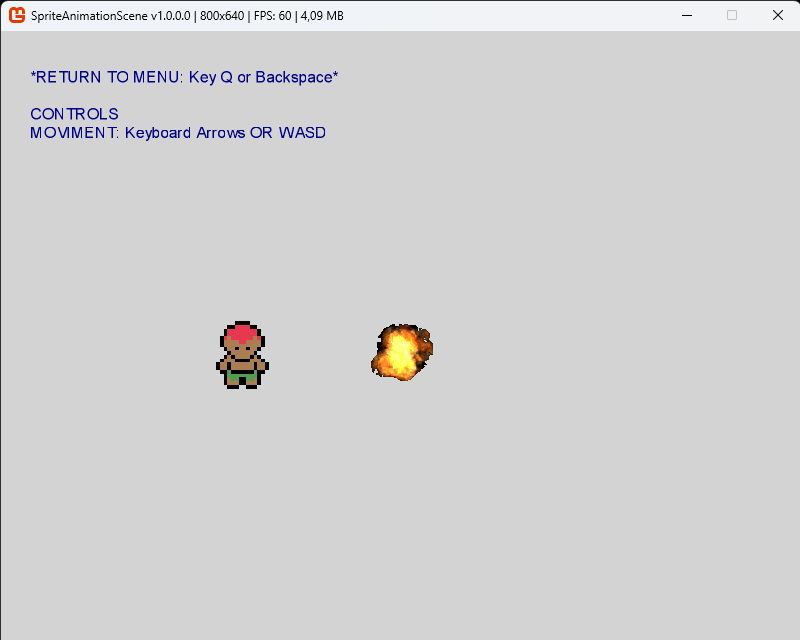 SpriteAnimationScene v1.0.0.0 | 800x640 | FPS: 60 | 4,09 MB
*RETURN TO MENU: Key Q or Backspace*
CONTROLS
MOVIMENT: Keyboard Arrows OR WASD